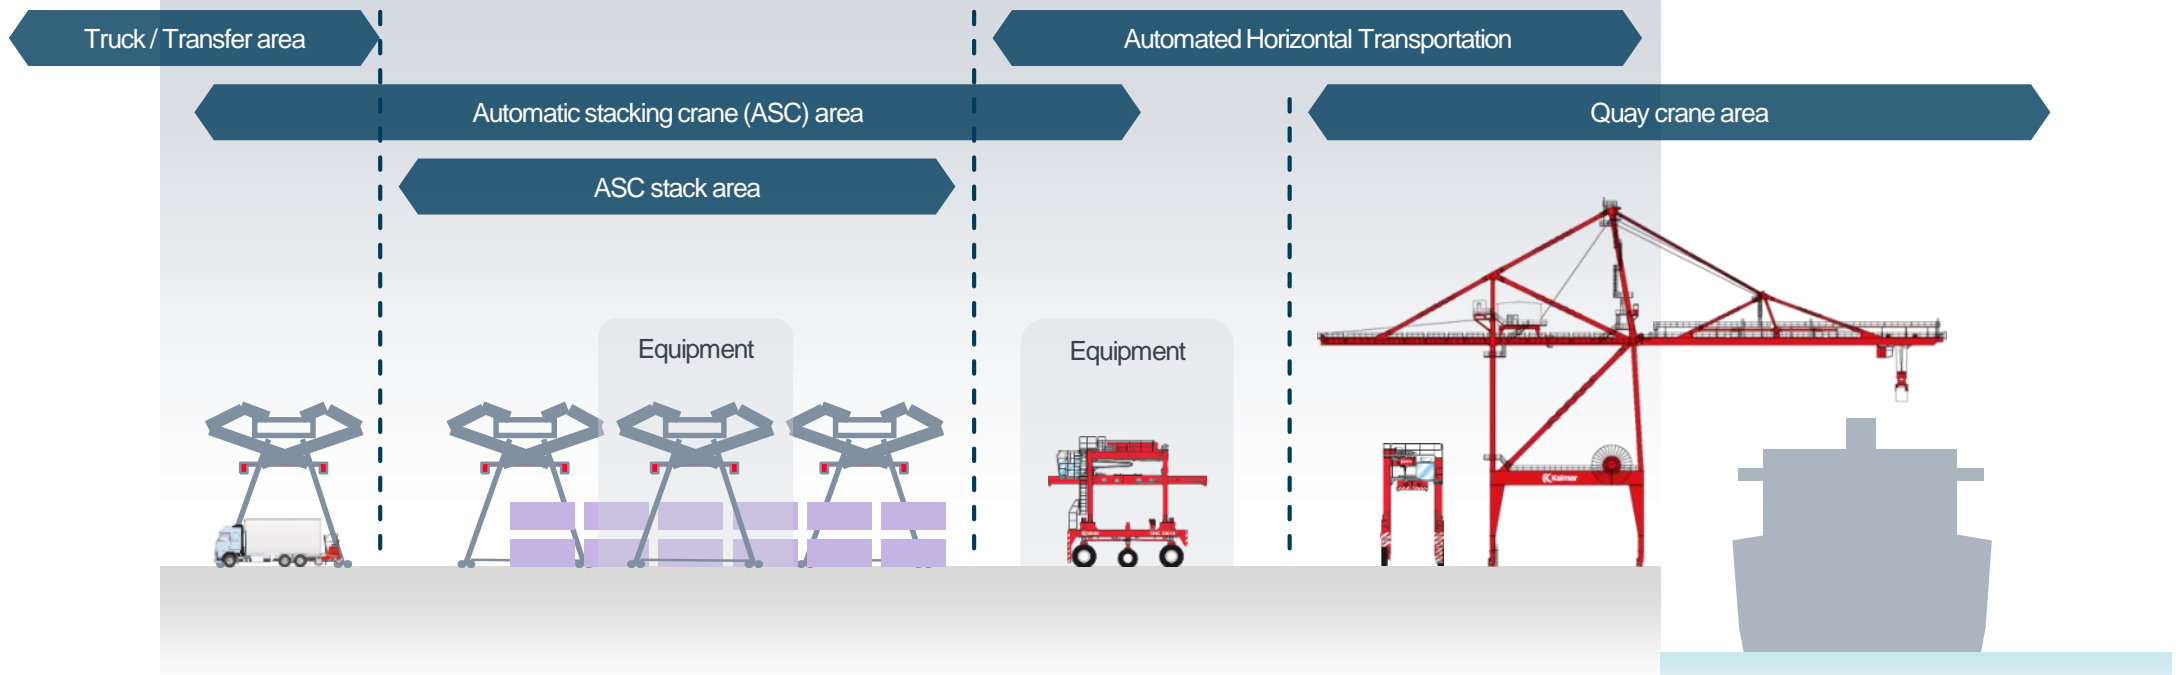 Truck / Transfer area
Automated Horizontal Transportation
Automatic stacking crane (ASC) area
Quay crane area
ASC stack area
Equipment
Equipment
Kalmar